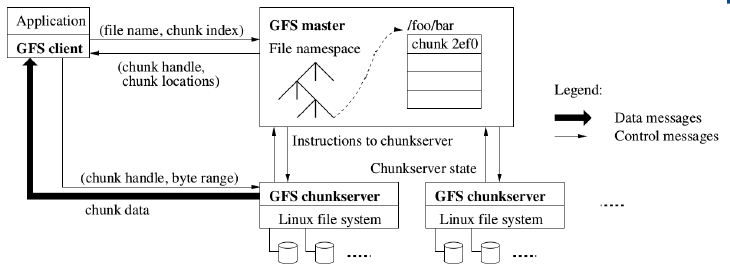 Application
GFS client
(file name, chunk index)
(chunk handle,
chunk locations)
GFS master
File namespace
/foo/bar
chunk 2ef0
Legend:
Data messages
Control messages
Instructions to chunkserver
Chunkserver state
(chunk handle, byte range)
chunk data
GFS chunkserver
Linux file system
GFS chunkserver
Linux file system